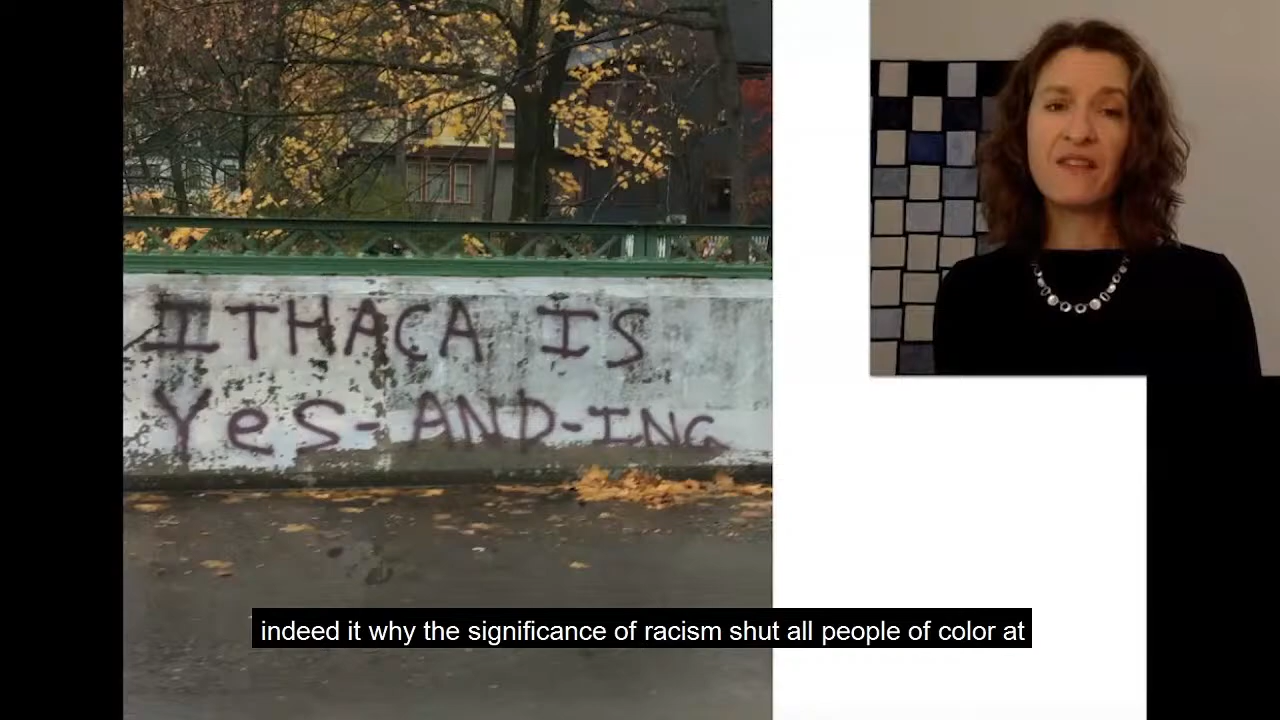 ITHACA IS
Yes-AND-ING
indeed it why the significance of racism shut all people of color at